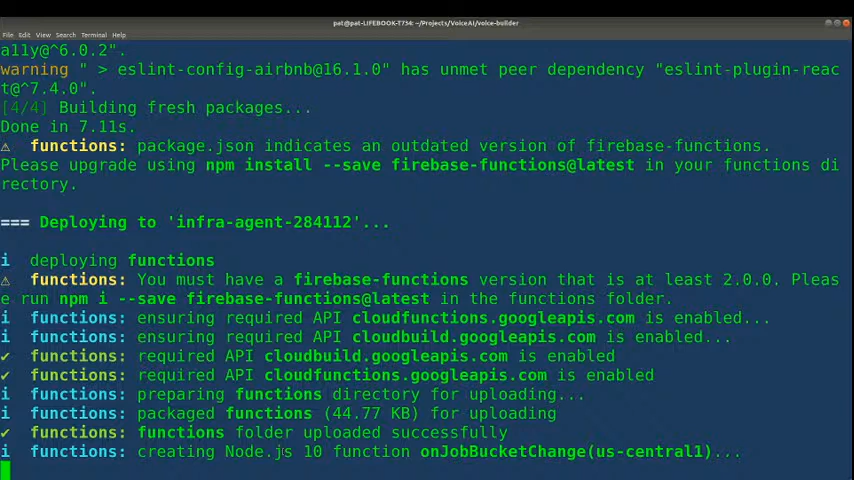 pat@pat-LIFEBOOK-T734: ~/Projects/VoiceAI/voice-builder
File Edit View Search Terminal Help
a11y@^6.0.2".
warning " > eslint-config-airbnb@16.1.0" has unmet peer dependency "eslint-plugin-reac
t@^7.4.0".
[4/4] Building fresh packages...
Done in 7.11s.
⚠ functions: package.json indicates an outdated version of firebase-functions.
Please upgrade using npm install --save firebase-functions@latest in your functions di
rectory.
=== Deploying to 'infra-agent-284112'...
i deploying functions
⚠ functions: You must have a firebase-functions version that is at least 2.0.0. Pleas
e run npm i --save firebase-functions@latest in the functions folder.
i functions: ensuring required API cloudfunctions.googleapis.com is enabled...
i functions: ensuring required API cloudbuild.googleapis.com is enabled...
✔ functions: required API cloudbuild.googleapis.com is enabled
✔ functions: required API cloudfunctions.googleapis.com is enabled
i functions: preparing functions directory for uploading...
i functions: packaged functions (44.77 KB) for uploading
✔ functions: functions folder uploaded successfully
i functions: creating Node.js 10 function onJobBucketChange(us-central1)...